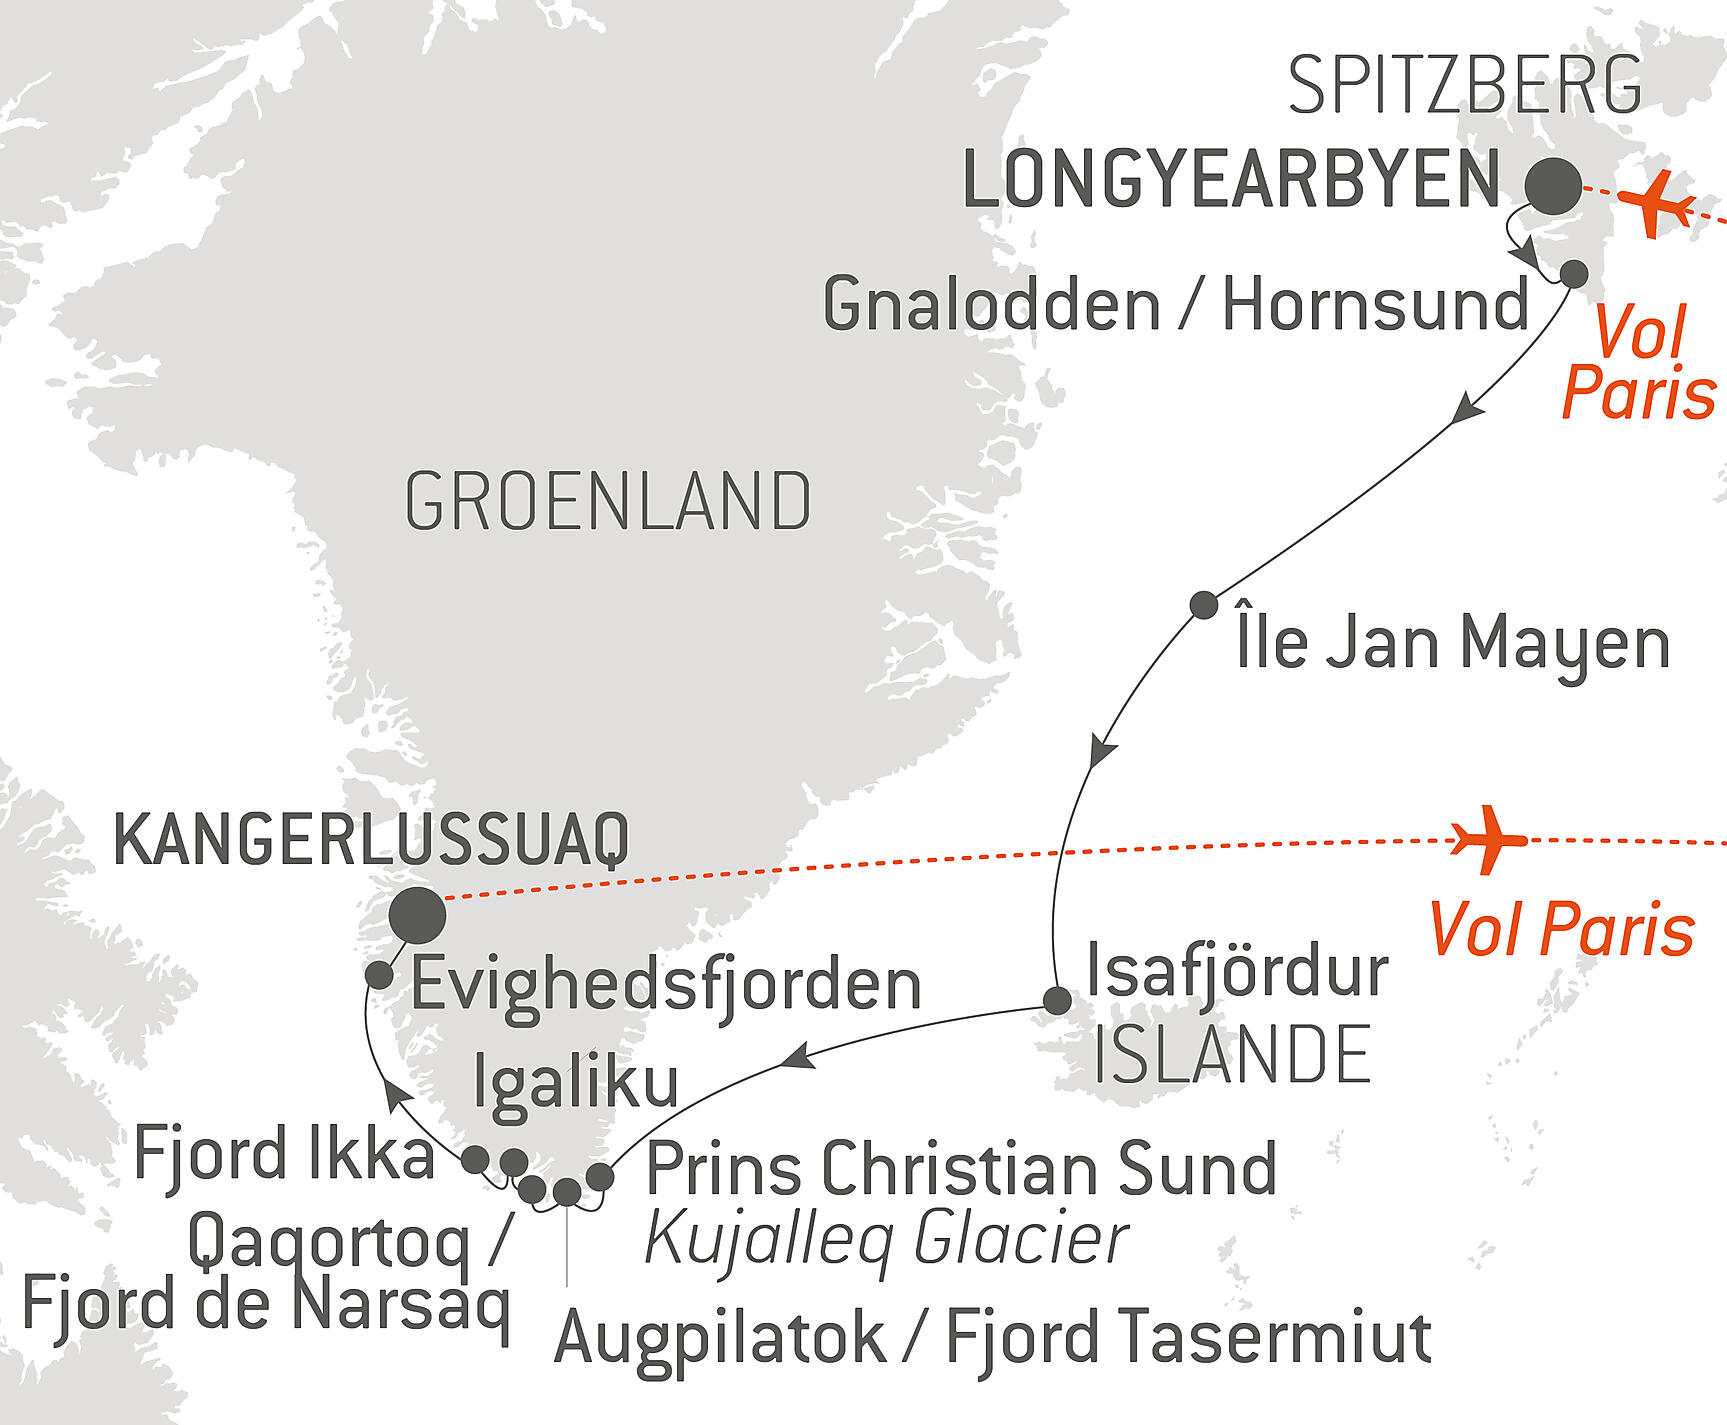 SPITZBERG
LONGYEARBYEN
Gnalodden / Hornsund
Vol
Paris
GROENLAND
Île Jan Mayen
KANGERLUSSUAQ
Vol Paris
Evighedsfjorden
Isafjördur
ISLANDE
Igaliku
Fjord Ikka
Prins Christian Sund
Kujalleq Glacier
Qaqortoq /
Fjord de Narsaq
Augpilatok / Fjord Tasermiut